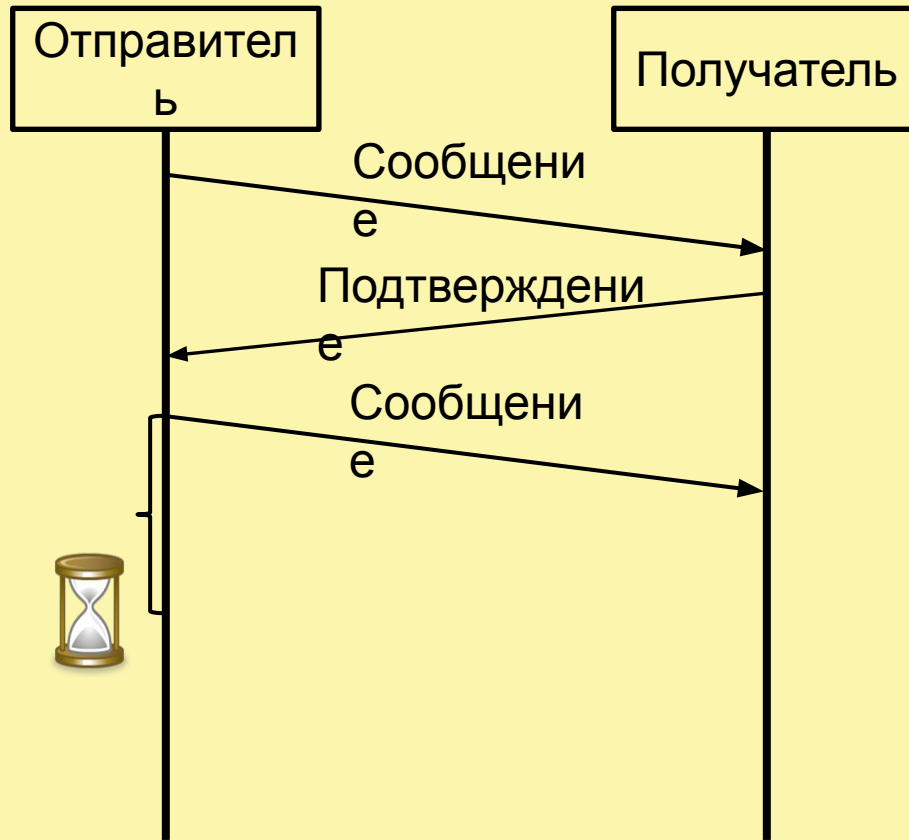 Отправител
ь
Получатель
Сообщени
е
Подтверждени
е
Сообщени
е